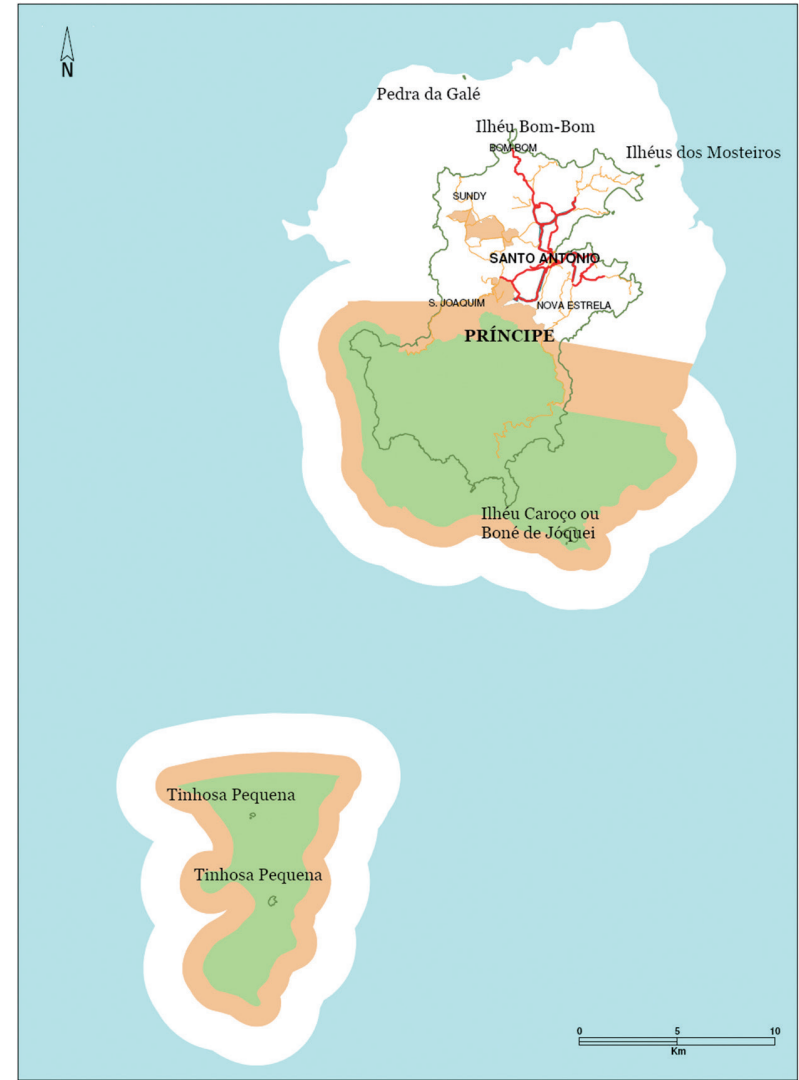 N
Pedra da Galé
Ilhéu Bom-Bom
BOM-BOM
Ilhéus dos Mosteiros
SUNDY
SANTO ANTONIO
S. JOAQUIM
NOVA ESTRELA
PRÍNCIPE
Ilhéu Caroço ou
Boné de Jóquei
Tinhosa Pequena
Tinhosa Pequena
0 5 10
Km